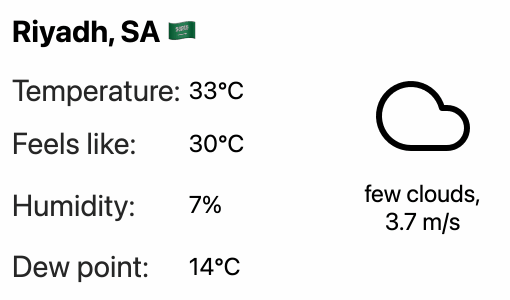 Riyadh, SA 🇸🇦
Temperature: 33°C
Feels like: 30°C
Humidity: 7%
Dew point: 14°C
few clouds,
3.7 m/s